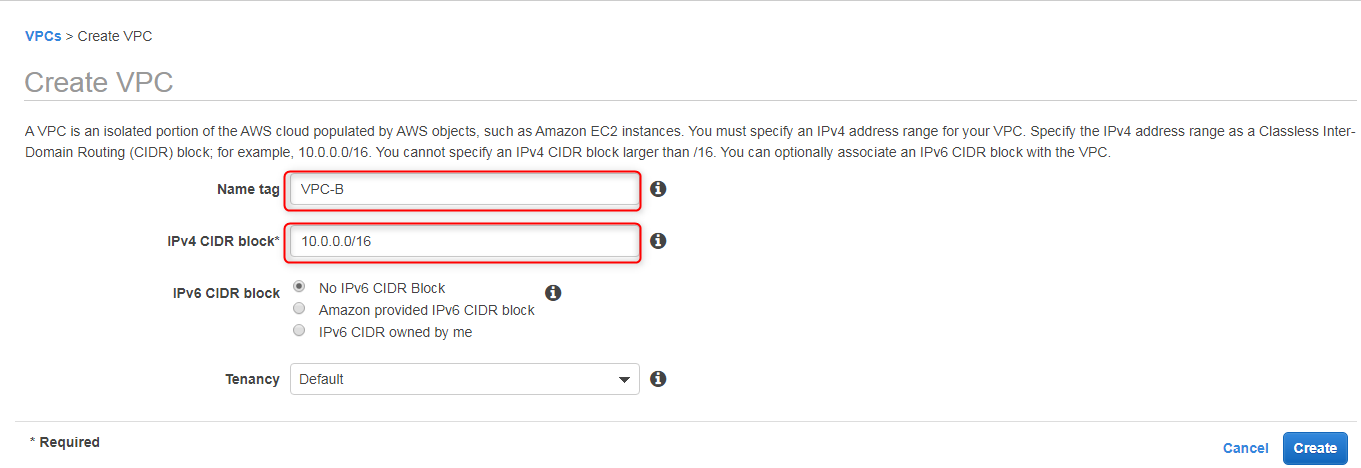 VPCs > Create VPC
Create VPC
A VPC is an isolated portion of the AWS cloud populated by AWS objects, such as Amazon EC2 instances. You must specify an IPv4 address range for your VPC. Specify the IPv4 address range as a Classless Inter-
Domain Routing (CIDR) block; for example, 10.0.0.0/16. You cannot specify an IPv4 CIDR block larger than /16. You can optionally associate an IPv6 CIDR block with the VPC.
Name tag VPC-B
IPv4 CIDR block* 10.0.0.0/16
IPv6 CIDR block No IPv6 CIDR Block
Amazon provided IPv6 CIDR block
IPv6 CIDR owned by me
Tenancy Default
* Required
Cancel Create